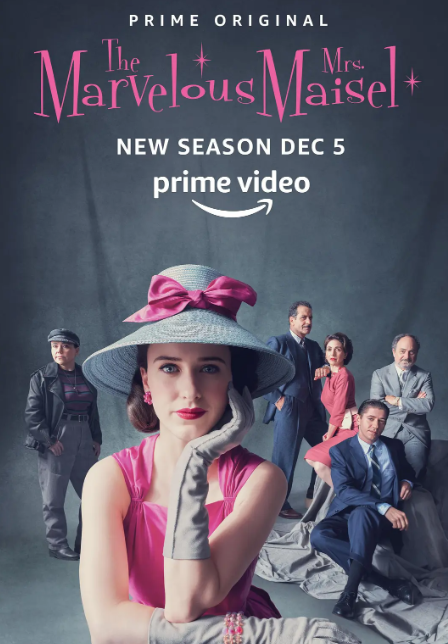 PRIME ORIGINAL
The Marvelous Mrs. Maisel
NEW SEASON DEC 5
prime video